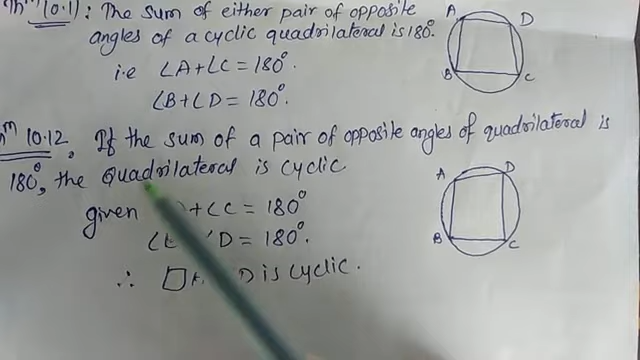 (10.1) : The sum of either pair of opposite
angles of a cyclic quadrilateral is 180°.
i.e ∠A+∠C = 180°.
∠B+∠D = 180°.
A D
B C
10.12. If the sum of a pair of opposite angles of quadrilateral is
180°, the quadrilateral is cyclic.
given +∠C = 180°
D = 180°.
∴ □ D is cyclic.
A D
B C